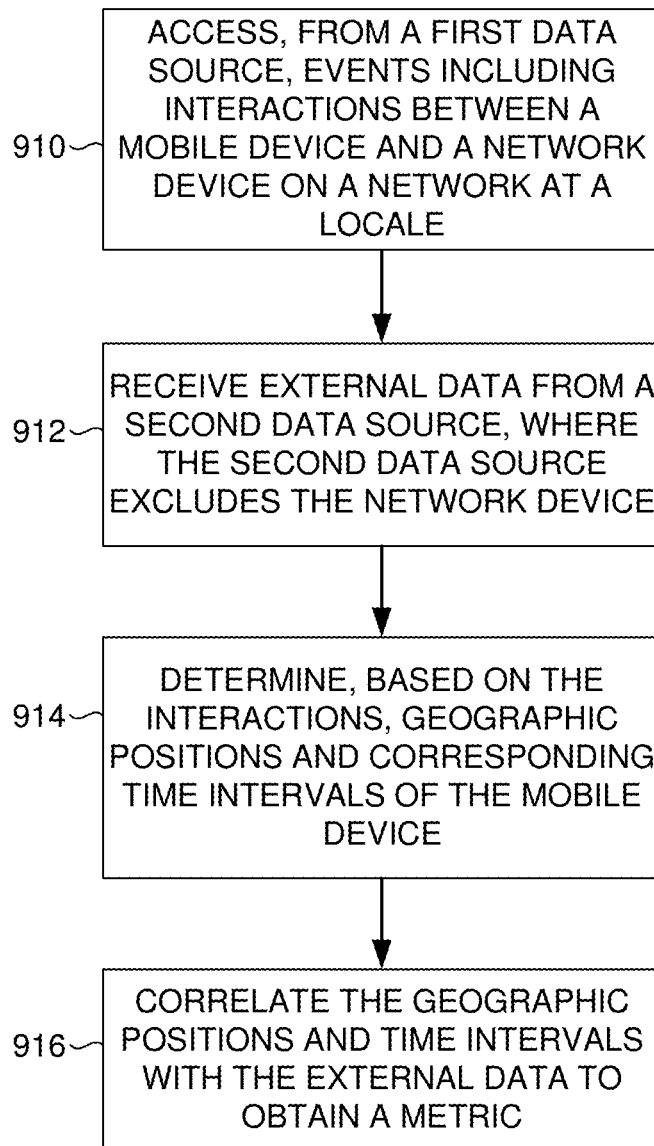 ACCESS, FROM A FIRST DATA
SOURCE, EVENTS INCLUDING
INTERACTIONS BETWEEN A
910
MOBILE DEVICE AND A NETWORK
DEVICE ON A NETWORK AT A
LOCALE
RECEIVE EXTERNAL DATA FROM A
912
SECOND DATA SOURCE, WHERE
THE SECOND DATA SOURCE
EXCLUDES THE NETWORK DEVICE
DETERMINE, BASED ON THE
914
INTERACTIONS, GEOGRAPHIC
POSITIONS AND CORRESPONDING
TIME INTERVALS OF THE MOBILE
DEVICE
CORRELATE THE GEOGRAPHIC
916
POSITIONS AND TIME INTERVALS
WITH THE EXTERNAL DATA TO
OBTAIN A METRIC